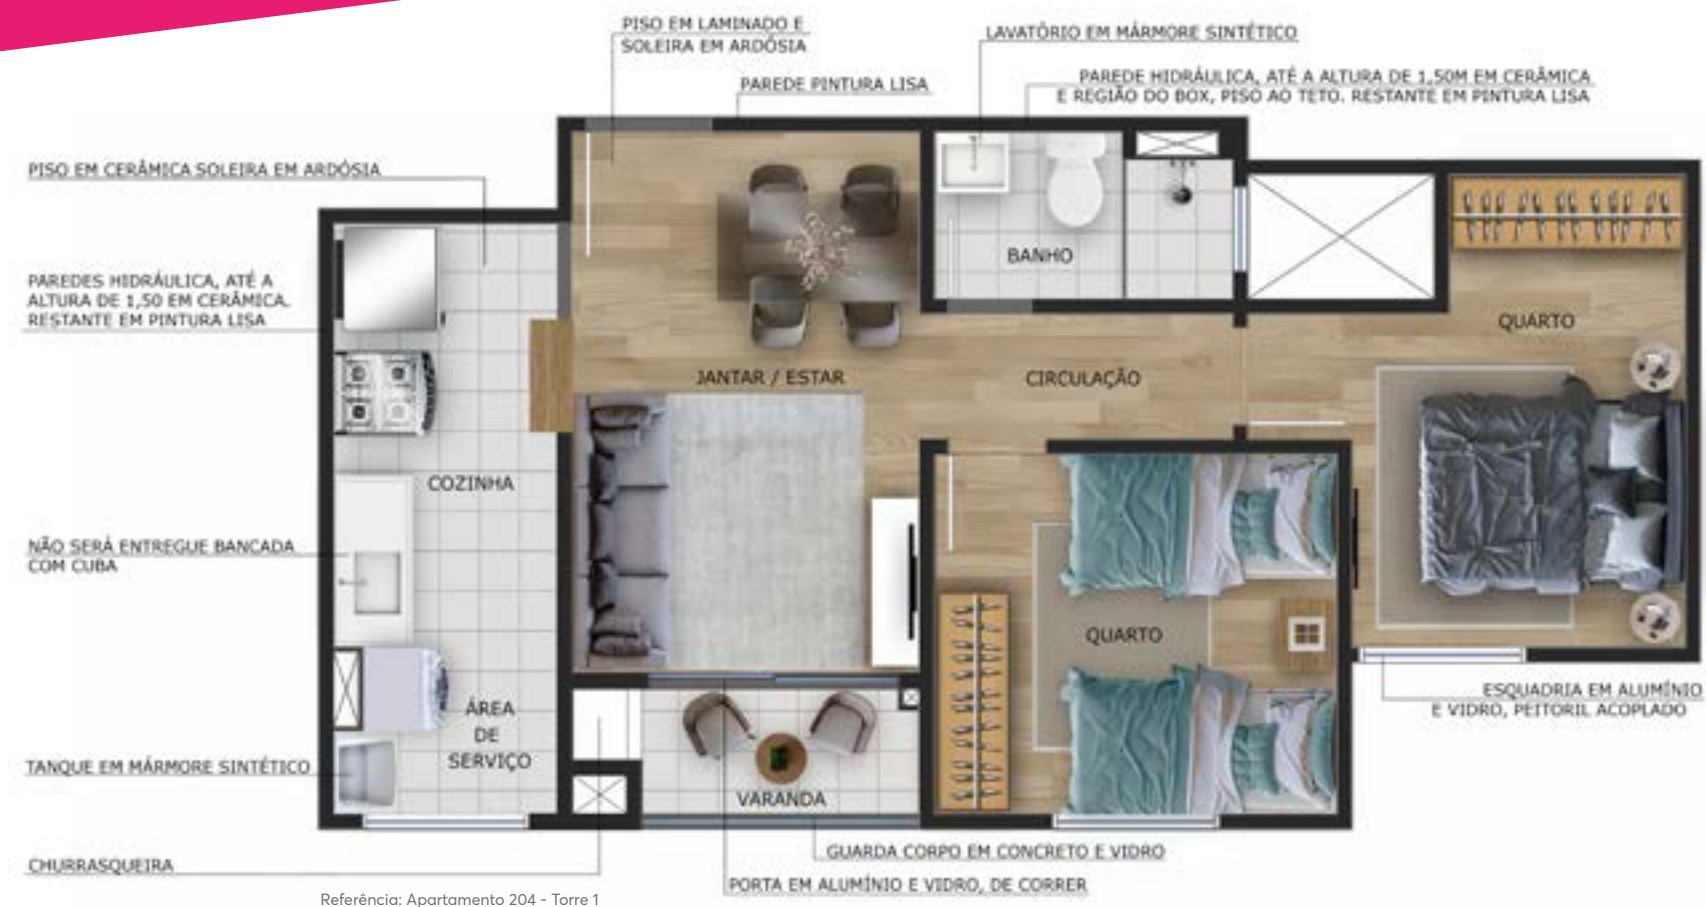 PISO EM LAMINADO E
SOLEIRA EM ARDÓSIA
LAVATÓRIO EM MÁRMORE SINTÉTICO
PAREDE PINTURA LISA
PAREDE HIDRÁULICA, ATÉ A ALTURA DE 1,50M EM CERÂMICA
E REGIÃO DO BOX, PISO AO TETO. RESTANTE EM PINTURA LISA
PISO EM CERÂMICA SOLEIRA EM ARDÓSIA
PAREDES HIDRÁULICA, ATÉ A
ALTURA DE 1,50 EM CERÂMICA.
RESTANTE EM PINTURA LISA
BANHO
QUARTO
JANTAR / ESTAR
CIRCULAÇÃO
COZINHA
NÃO SERÁ ENTREGUE BANCADA
COM CUBA
QUARTO
ÁREA
DE
SERVIÇO
ESQUADRIA EM ALUMÍNIO
E VIDRO, PEITORIL ACOPLADO
TANQUE EM MÁRMORE SINTÉTICO
VARANDA
CHURRASQUEIRA
GUARDA CORPO EM CONCRETO E VIDRO
PORTA EM ALUMÍNIO E VIDRO, DE CORRER
Referência: Apartamento 204 - Torre 1